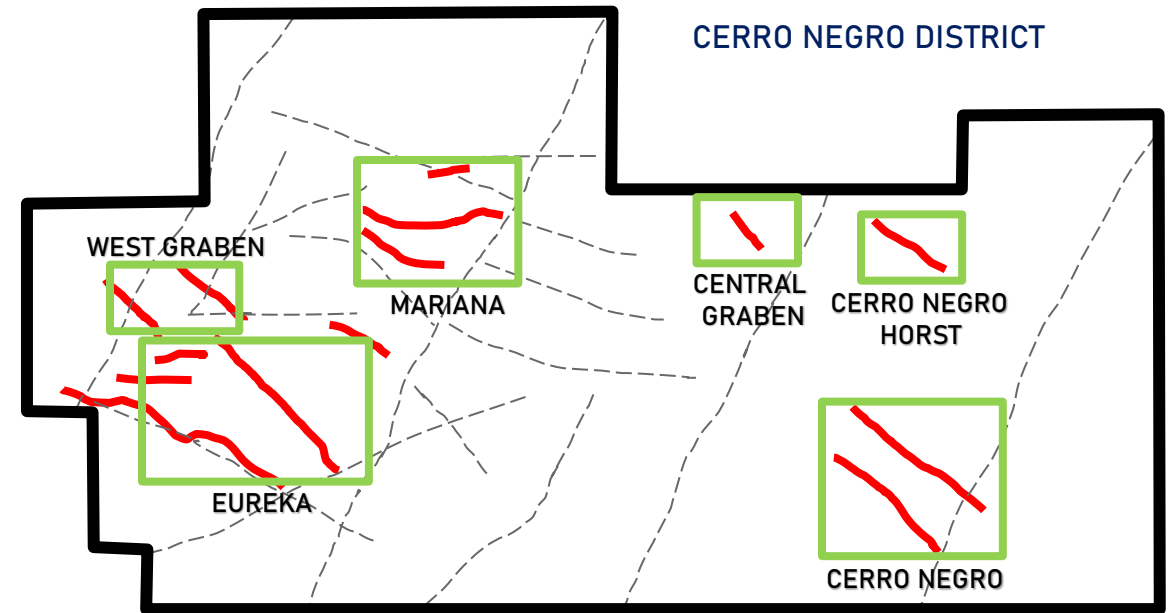 CERRO NEGRO DISTRICT
WEST GRABEN
MARIANA
CENTRAL
GRABEN
CERRO NEGRO
HORST
EUREKA
CERRO NEGRO